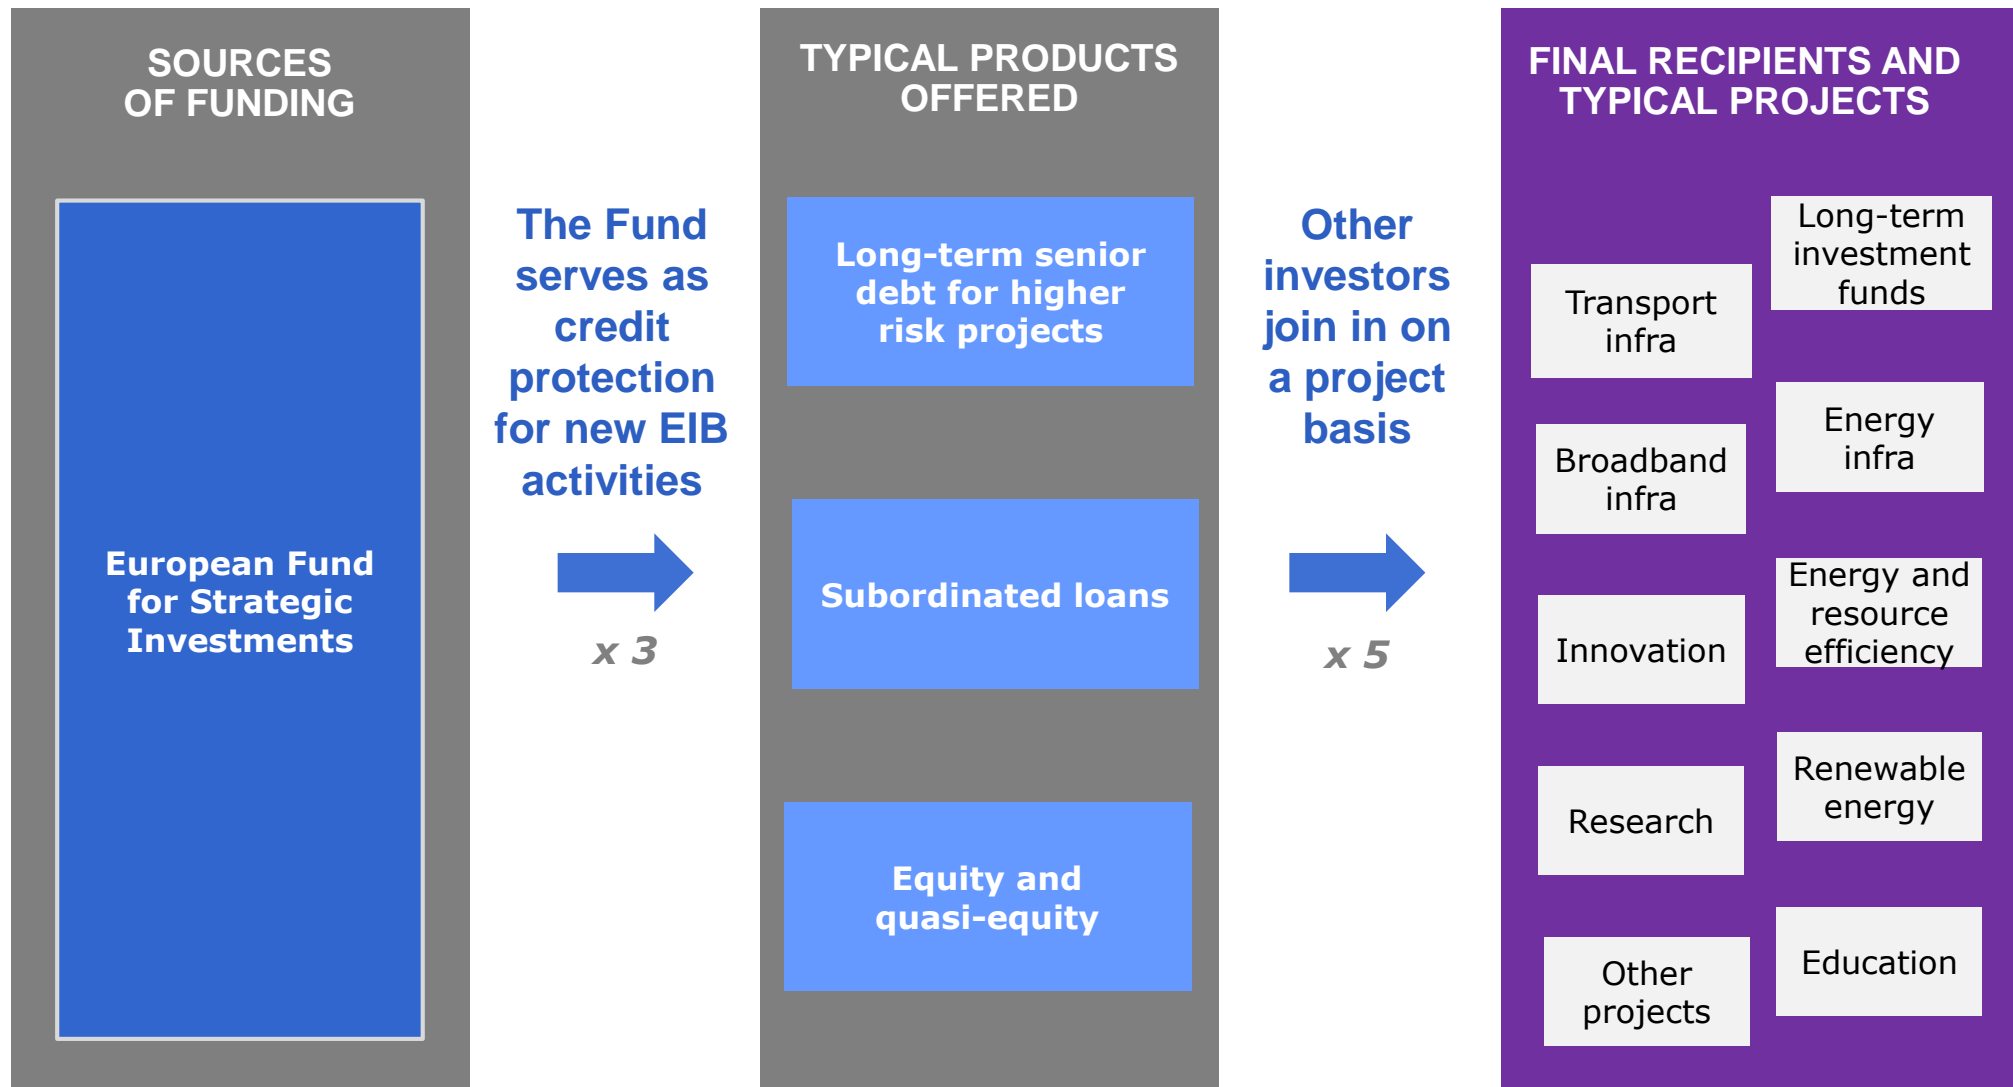 SOURCES
OF FUNDING
European Fund
for Strategic
Investments
The Fund
serves as
credit
protection
for new EIB
activities
x 3
TYPICAL PRODUCTS
OFFERED
Long-term senior
debt for higher
risk projects
Subordinated loans
Equity and
quasi-equity
Other
investors
join in on
a project
basis
x 5
FINAL RECIPIENTS AND
TYPICAL PROJECTS
Long-term
investment
funds
Transport
infra
Energy
infra
Broadband
infra
Energy and
resource
efficiency
Innovation
Renewable
energy
Research
Education
Other
projects